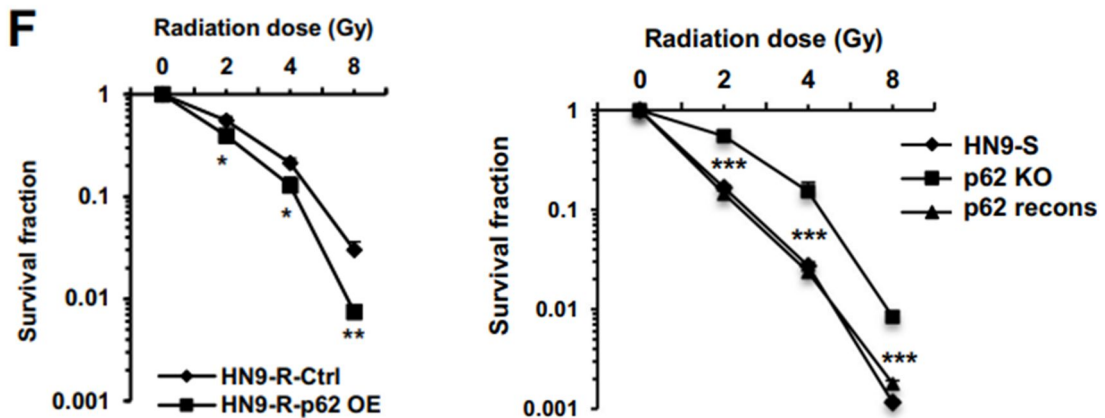 F
Radiation dose (Gy)
0 2 4 8
1
0.1
0.01
0.001
Survival fraction
*
*
**
HN9-R-Ctrl
HN9-R-p62 OE
Radiation dose (Gy)
0 2 4 8
1
0.1
0.01
0.001
Survival fraction
***
***
***
HN9-S
p62 KO
p62 recons